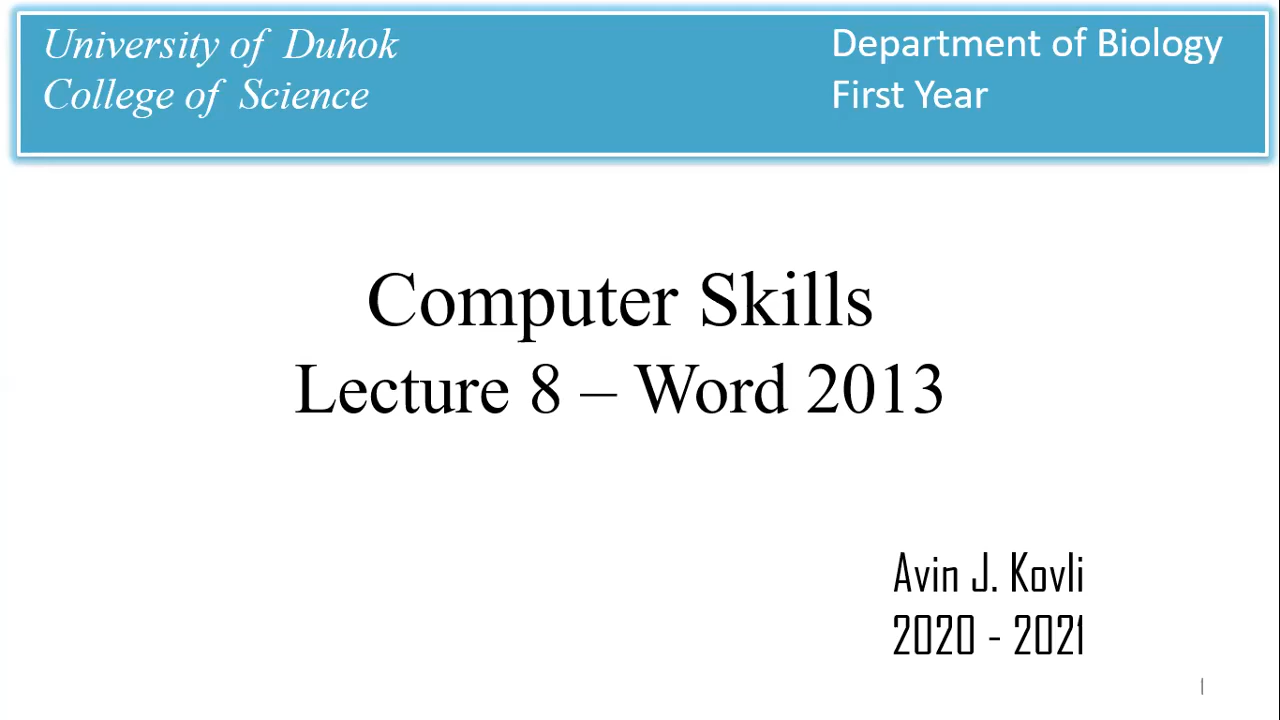 University of Duhok
College of Science
Department of Biology
First Year
Computer Skills
Lecture 8 – Word 2013
Avin J. Kovli
2020 - 2021
1